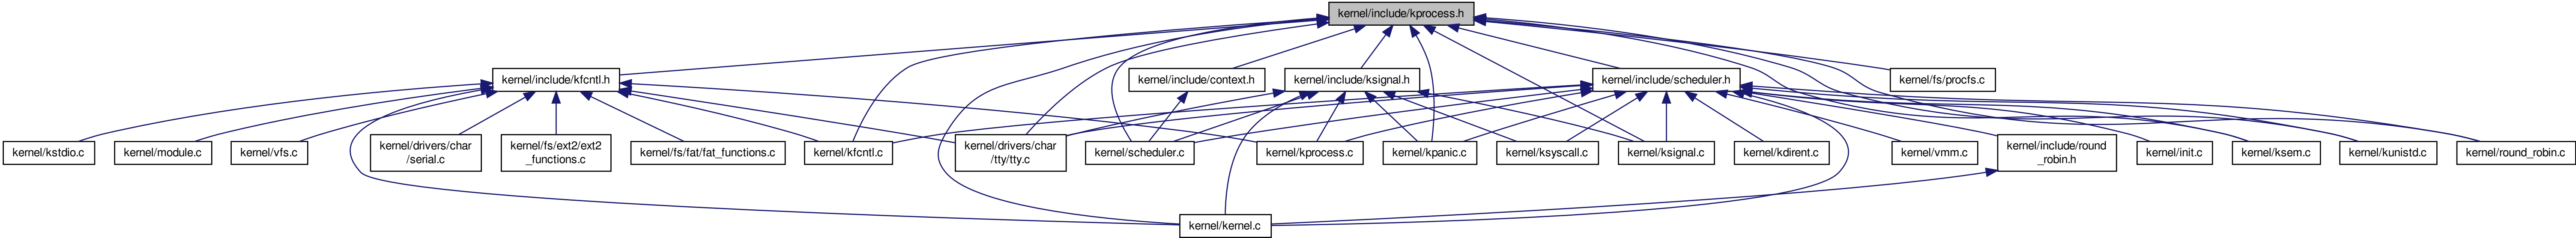 kernel/include/kprocess.h
kernel/include/kfcntl.h
kernel/include/context.h
kernel/include/ksignal.h
kernel/include/scheduler.h
kernel/fs/procfs.c
kernel/kstdio.c
kernel/module.c
kernel/vfs.c
kernel/drivers/char
/serial.c
kernel/fs/ext2/ext2
_functions.c
kernel/fs/fat/fat_functions.c
kernel/kfcntl.c
kernel/drivers/char
/tty/tty.c
kernel/scheduler.c
kernel/kprocess.c
kernel/kpanic.c
kernel/ksyscall.c
kernel/ksignal.c
kernel/kdirent.c
kernel/vmm.c
kernel/include/round
_robin.h
kernel/init.c
kernel/ksem.c
kernel/kunistd.c
kernel/round_robin.c
kernel/kernel.c